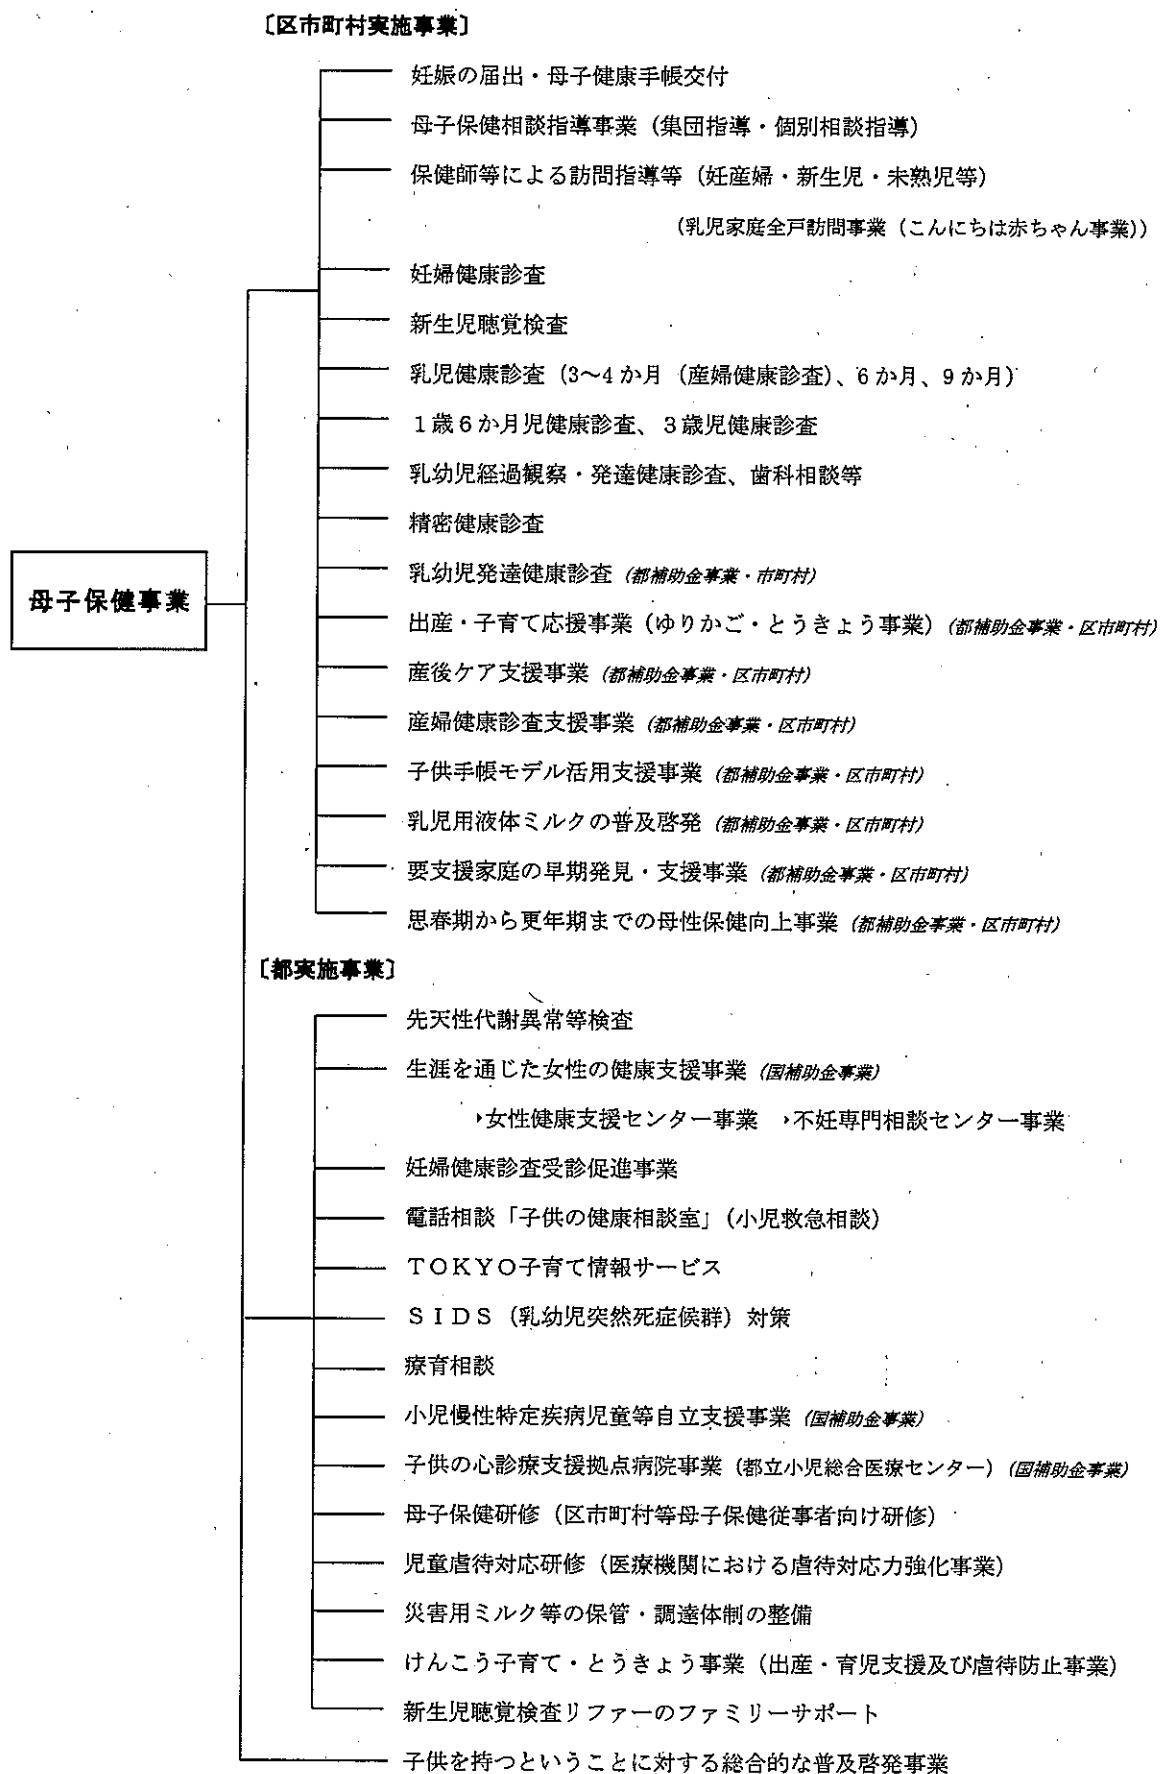 〔区市町村実施事業〕
妊娠の届出・母子健康手帳交付
母子保健相談指導事業（集団指導・個別相談指導）
保健師等による訪問指導等（妊産婦・新生児・未熟児等）
（乳児家庭全戸訪問事業（こんにちは赤ちゃん事業））
妊婦健康診査
新生児聴覚検査
乳児健康診査（3～4か月（産婦健康診査）、6か月、9か月）
１歳６か月児健康診査、３歳児健康診査
乳幼児経過観察・発達健康診査、歯科相談等
精密健康診査
母子保健事業
乳幼児発達健康診査（都補助金事業・市町村）
出産・子育て応援事業（ゆりかご・とうきょう事業）（都補助金事業・区市町村）
産後ケア支援事業（都補助金事業・区市町村）
産婦健康診査支援事業（都補助金事業・区市町村）
子供手帳モデル活用支援事業（都補助金事業・区市町村）
乳児用液体ミルクの普及啓発（都補助金事業・区市町村）
要支援家庭の早期発見・支援事業（都補助金事業・区市町村）
思春期から更年期までの母性保健向上事業（都補助金事業・区市町村）
〔都実施事業〕
先天性代謝異常等検査
生涯を通じた女性の健康支援事業（国補助金事業）
・女性健康支援センター事業　・不妊専門相談センター事業
妊婦健康診査受診促進事業
電話相談「子供の健康相談室」（小児救急相談）
ＴＯＫＹＯ子育て情報サービス
ＳＩＤＳ（乳幼児突然死症候群）対策
療育相談
小児慢性特定疾病児童等自立支援事業（国補助金事業）
子供の心診療支援拠点病院事業（都立小児総合医療センター）（国補助金事業）
母子保健研修（区市町村等母子保健従事者向け研修）
児童虐待対応研修（医療機関における虐待対応力強化事業）
災害用ミルク等の保管・調達体制の整備
けんこう子育て・とうきょう事業（出産・育児支援及び虐待防止事業）
新生児聴覚検査リファーのファミリーサポート
子供を持つということに対する総合的な普及啓発事業